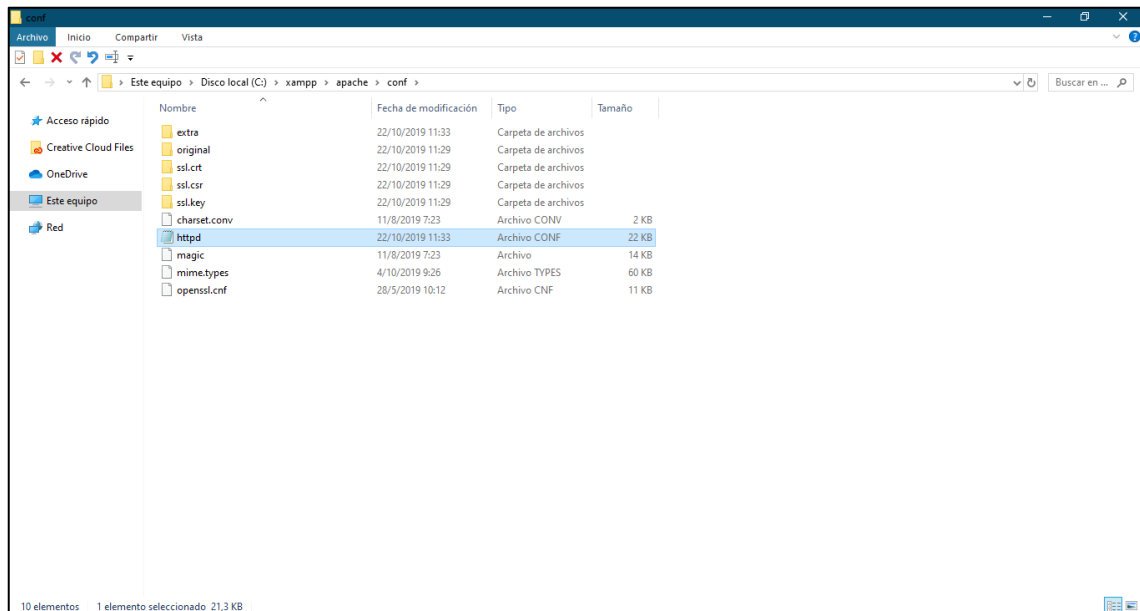 conf
Archivo Inicio Compartir Vista
Este equipo > Disco local (C:) > xampp > apache > conf >
Buscar en ...
Nombre Fecha de modificación Tipo Tamaño
Acceso rápido
Creative Cloud Files
OneDrive
Este equipo
Red
extra 22/10/2019 11:33 Carpeta de archivos
original 22/10/2019 11:29 Carpeta de archivos
ssl.crt 22/10/2019 11:29 Carpeta de archivos
ssl.csr 22/10/2019 11:29 Carpeta de archivos
ssl.key 22/10/2019 11:29 Carpeta de archivos
charset.conv 11/8/2019 7:23 Archivo CONV 2 KB
httpd 22/10/2019 11:33 Archivo CONF 22 KB
magic 11/8/2019 7:23 Archivo 14 KB
mime.types 4/10/2019 9:26 Archivo TYPES 60 KB
openssl.cnf 28/5/2019 10:12 Archivo CNF 11 KB
10 elementos 1 elemento seleccionado 21,3 KB